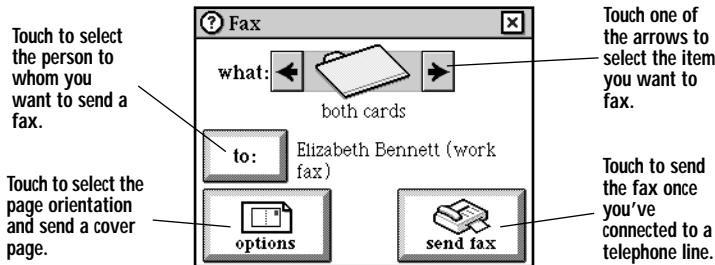 Touch to select
the person to
whom you
want to send a
fax.
Touch to select the
page orientation
and send a cover
page.
? Fax
what:
both cards
to:
Elizabeth Bennett (work
fax)
options
send fax
Touch one of
the arrows to
select the item
you want to
fax.
Touch to send
the fax once
you've
connected to a
telephone line.